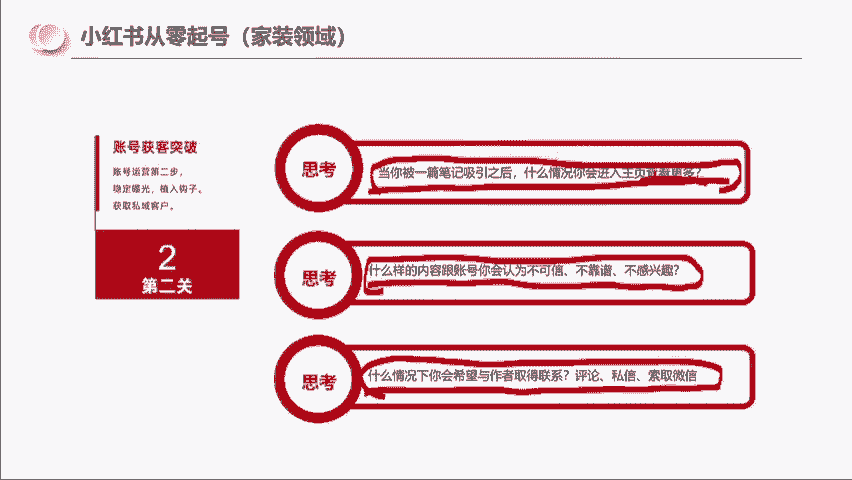 小红书从零起号（家装领域）
账号获客突破
账号运营第二步，
稳定曝光，植入钩子、
获取私域客户。
2
第二关
思考
当你被一篇笔记吸引之后，什么情况你会进入主页查看更多？
思考
什么样的内容跟账号你会认为不可信、不靠谱、不感兴趣？
思考
什么情况下你会希望与作者取得联系？评论、私信、索取微信